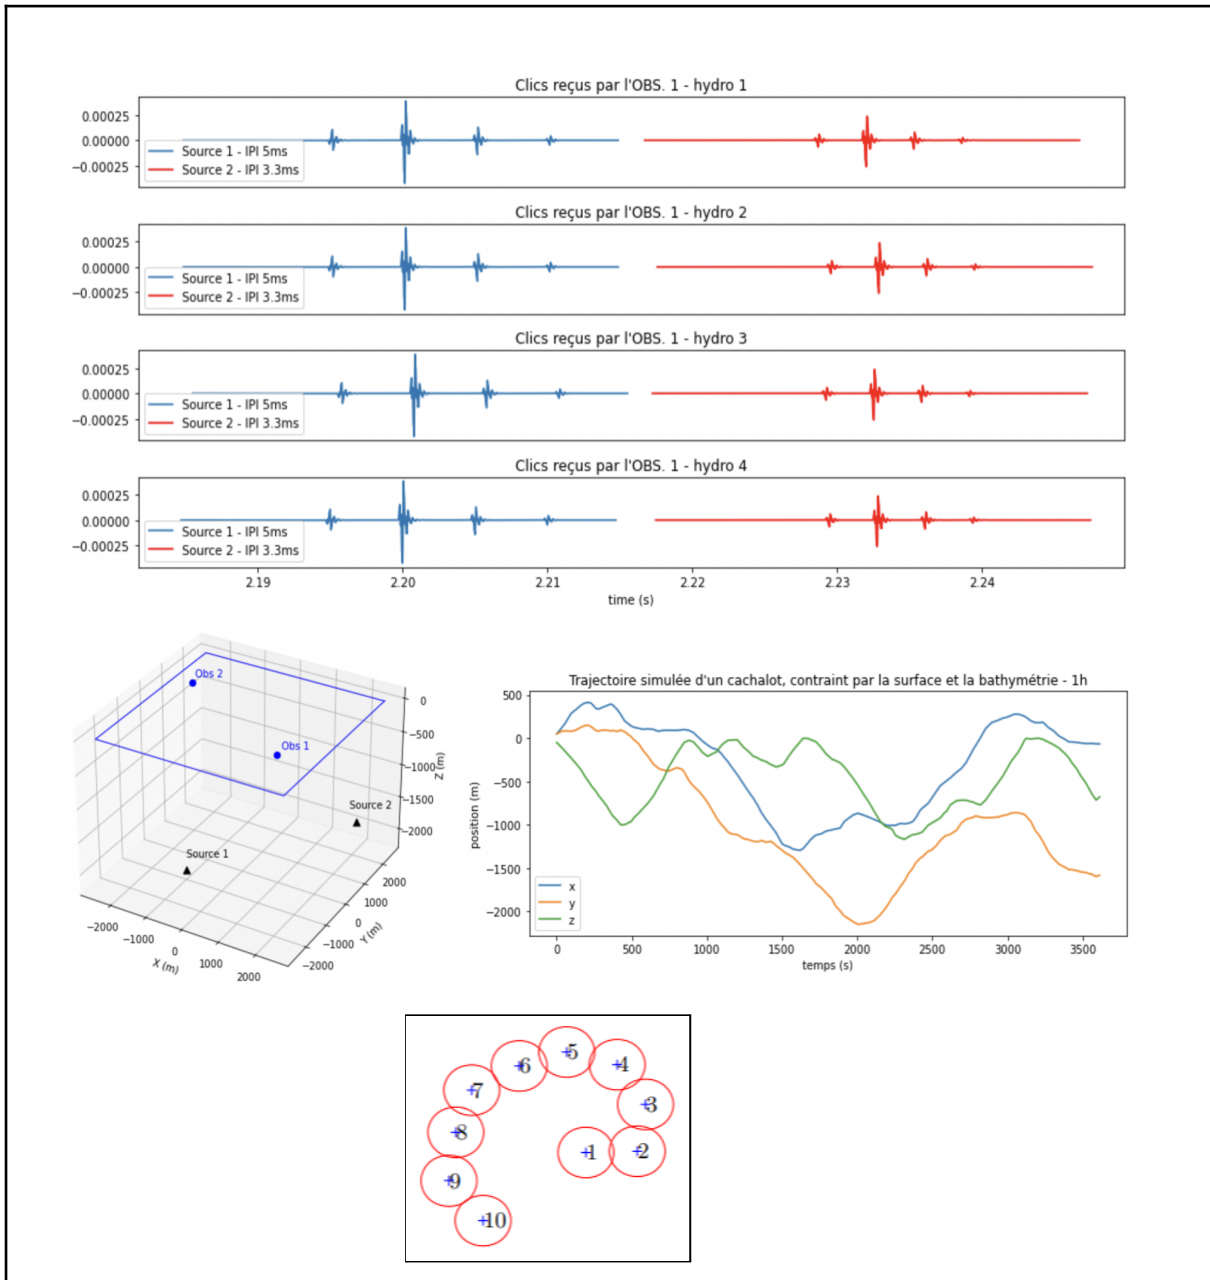 Clics reçus par l'OBS. 1 - hydro 1
0.00025
0.00000
−0.00025
Source 1 - IPI 5ms
Source 2 - IPI 3.3ms
Clics reçus par l'OBS. 1 - hydro 2
0.00025
0.00000
−0.00025
Source 1 - IPI 5ms
Source 2 - IPI 3.3ms
Clics reçus par l'OBS. 1 - hydro 3
0.00025
0.00000
−0.00025
Source 1 - IPI 5ms
Source 2 - IPI 3.3ms
Clics reçus par l'OBS. 1 - hydro 4
0.00025
0.00000
−0.00025
Source 1 - IPI 5ms
Source 2 - IPI 3.3ms
2.19 2.20 2.21 2.22 2.23 2.24
time (s)
Obs 2
Obs 1
Source 2
Source 1
0
−500
−1000
−1500
−2000
Z (m)
−2000 −1000 0 1000 2000
X (m)
−2000 −1000 0 1000 2000
Y (m)
Trajectoire simulée d'un cachalot, contraint par la surface et la bathymétrie - 1h
500
0
−500
−1000
−1500
−2000
position (m)
x
y
z
0 500 1000 1500 2000 2500 3000 3500
temps (s)
5
6
4
7
3
8
1
2
9
10